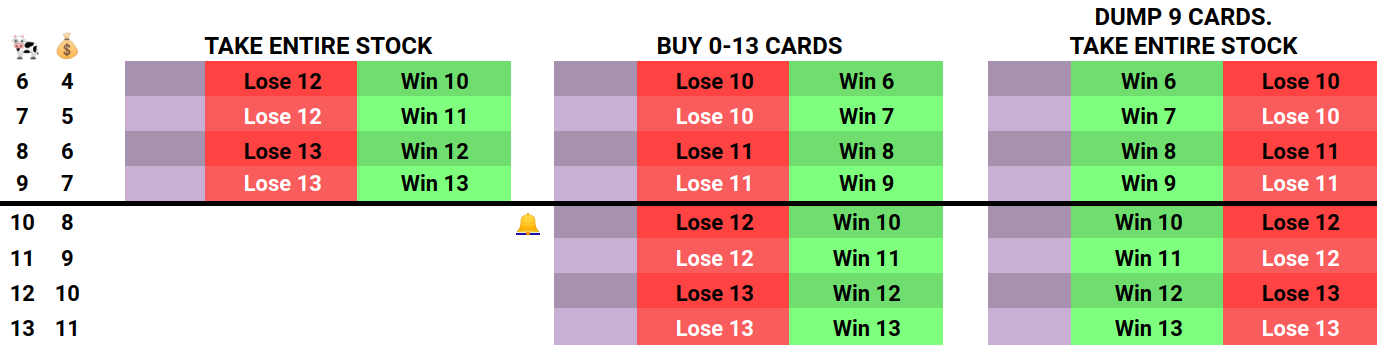 DUMP 9 CARDS.
TAKE ENTIRE STOCK BUY 0-13 CARDS TAKE ENTIRE STOCK
6 4 Lose 12 Win 10 Lose 10 Win 6 Win 6 Lose 10
7 5 Lose 12 Win 11 Lose 10 Win 7 Win 7 Lose 10
8 6 Lose 13 Win 12 Lose 11 Win 8 Win 8 Lose 11
9 7 Lose 13 Win 13 Lose 11 Win 9 Win 9 Lose 11
10 8 Lose 12 Win 10 Win 10 Lose 12
11 9 Lose 12 Win 11 Win 11 Lose 12
12 10 Lose 13 Win 12 Win 12 Lose 13
13 11 Lose 13 Win 13 Win 13 Lose 13